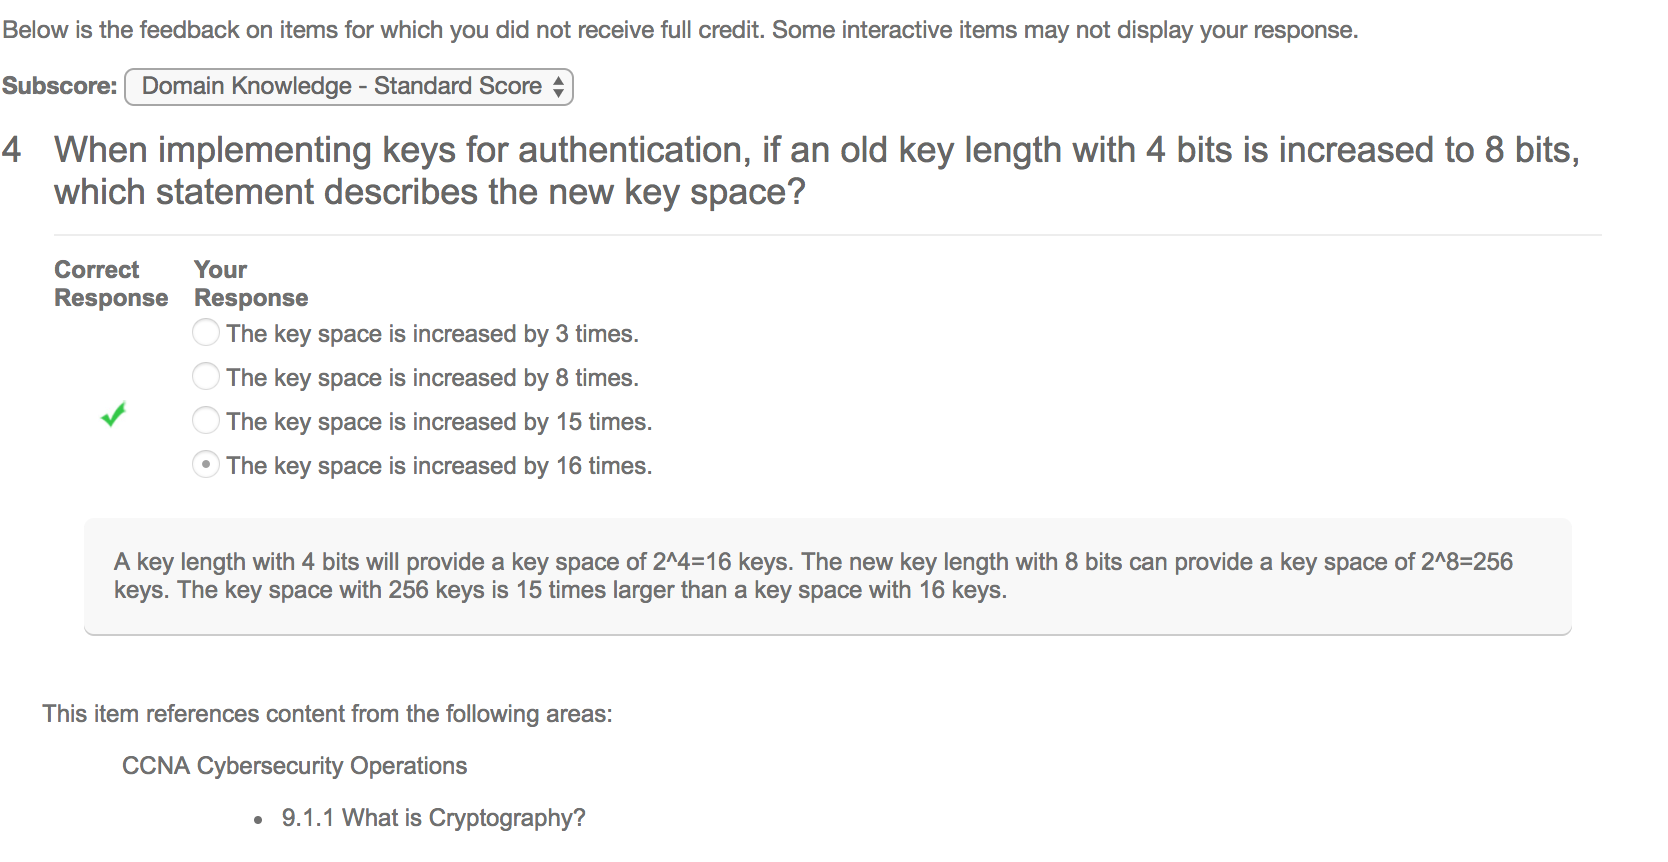 Below is the feedback on items for which you did not receive full credit. Some interactive items may not display your response.
Subscore: Domain Knowledge - Standard Score
4 When implementing keys for authentication, if an old key length with 4 bits is increased to 8 bits,
which statement describes the new key space?
Correct Your
Response Response
The key space is increased by 3 times.
The key space is increased by 8 times.
The key space is increased by 15 times.
The key space is increased by 16 times.
A key length with 4 bits will provide a key space of 2^4=16 keys. The new key length with 8 bits can provide a key space of 2^8=256
keys. The key space with 256 keys is 15 times larger than a key space with 16 keys.
This item references content from the following areas:
CCNA Cybersecurity Operations
• 9.1.1 What is Cryptography?